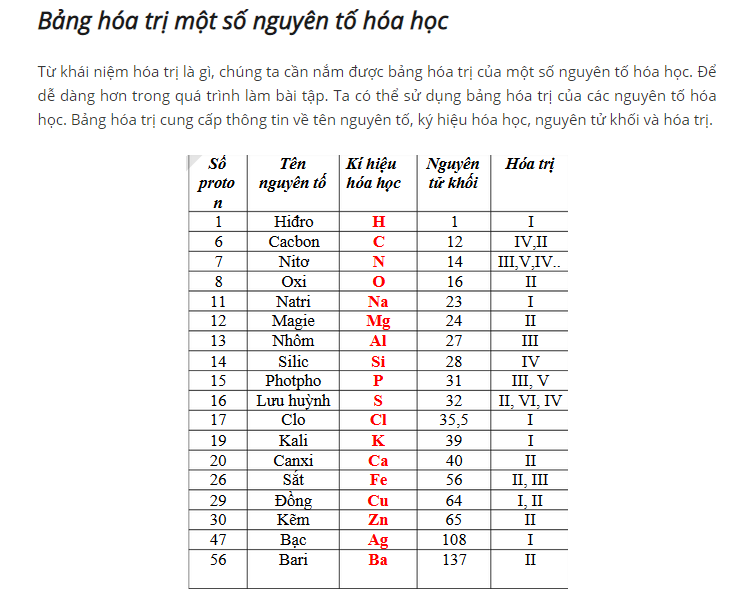 Bảng hóa trị một số nguyên tố hóa học
Từ khái niệm hóa trị là gì, chúng ta cần nắm được bảng hóa trị của một số nguyên tố hóa học. Để
dễ dàng hơn trong quá trình làm bài tập. Ta có thể sử dụng bảng hóa trị của các nguyên tố hóa
học. Bảng hóa trị cung cấp thông tin về tên nguyên tố, ký hiệu hóa học, nguyên tử khối và hóa trị.
Số Tên Kí hiệu Nguyên Hóa trị
proto nguyên tố hóa học tử khối
n
1 Hiđro H 1 I
6 Cacbon C 12 IV,II
7 Nitơ N 14 III,V,IV..
8 Oxi O 16 II
11 Natri Na 23 I
12 Magie Mg 24 II
13 Nhôm Al 27 III
14 Silic Si 28 IV
15 Photpho P 31 III, V
16 Lưu huỳnh S 32 II, VI, IV
17 Clo Cl 35,5 I
19 Kali K 39 I
20 Canxi Ca 40 II
26 Sắt Fe 56 II, III
29 Đồng Cu 64 I, II
30 Kẽm Zn 65 II
47 Bạc Ag 108 I
56 Bari Ba 137 II